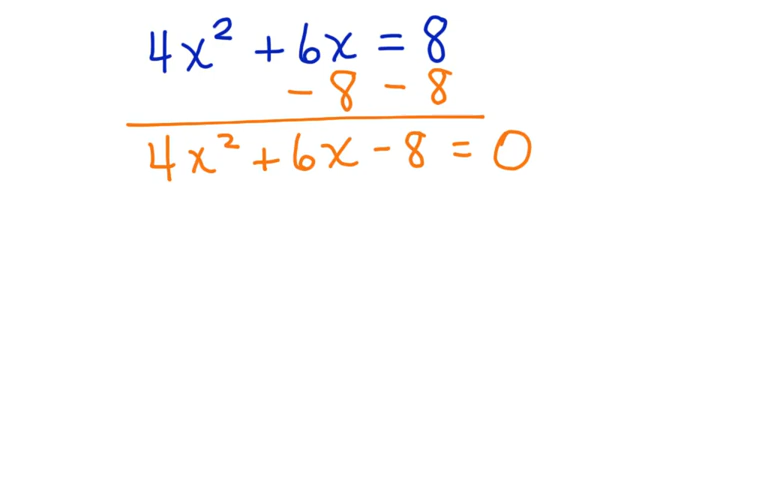 4x² + 6x = 8
- 8 - 8
4x² + 6x - 8 = 0